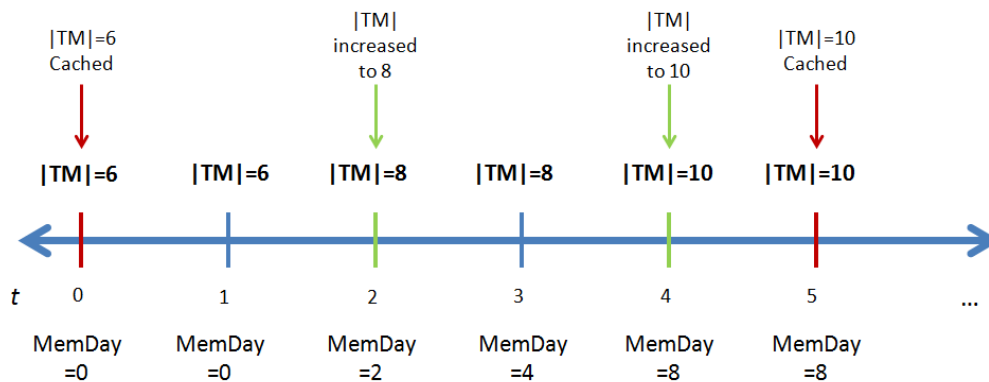 |TM|=6
Cached
|TM|
increased
to 8
|TM|
increased
to 10
|TM|=10
Cached
|TM|=6 |TM|=6 |TM|=8 |TM|=8 |TM|=10 |TM|=10
t 0 1 2 3 4 5 ...
MemDay MemDay MemDay MemDay MemDay MemDay
=0 =0 =2 =4 =8 =8